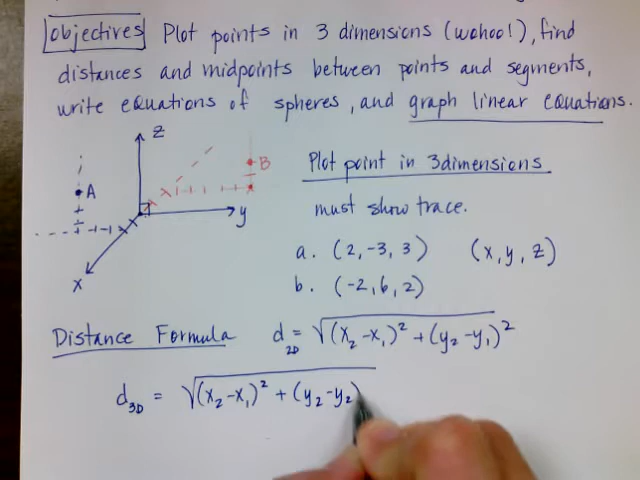 Objectives Plot points in 3 dimensions (wahoo!), find
distances and midpoints between points and segments,
write equations of spheres, and graph linear equations.
z
A
B
y
x
Plot point in 3dimensions
must show trace.
a. (2, -3, 3) (x, y, z)
b. (-2, 6, 2)
Distance Formula d_2D = √(x₂ - x₁)² + (y₂ - y₁)²
d_3D = √(x₂ - x₁)² + (y₂ - y₂)